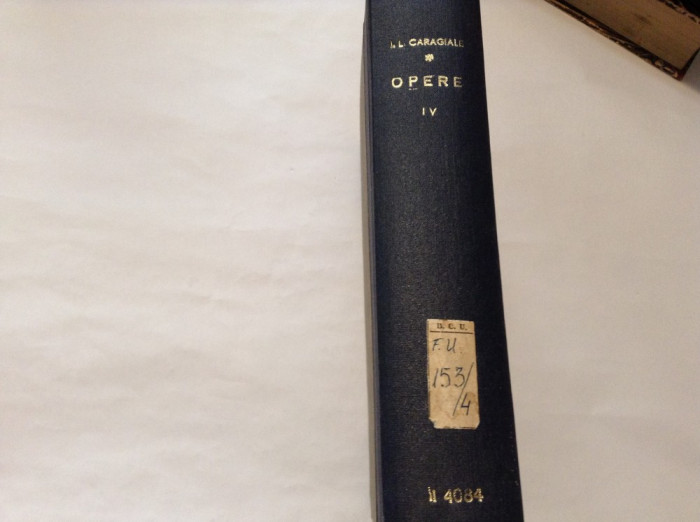 I. L. CARAGIALE
*
OPERE
IV
B. C. U.
F.U.
153/
/4
II 4084